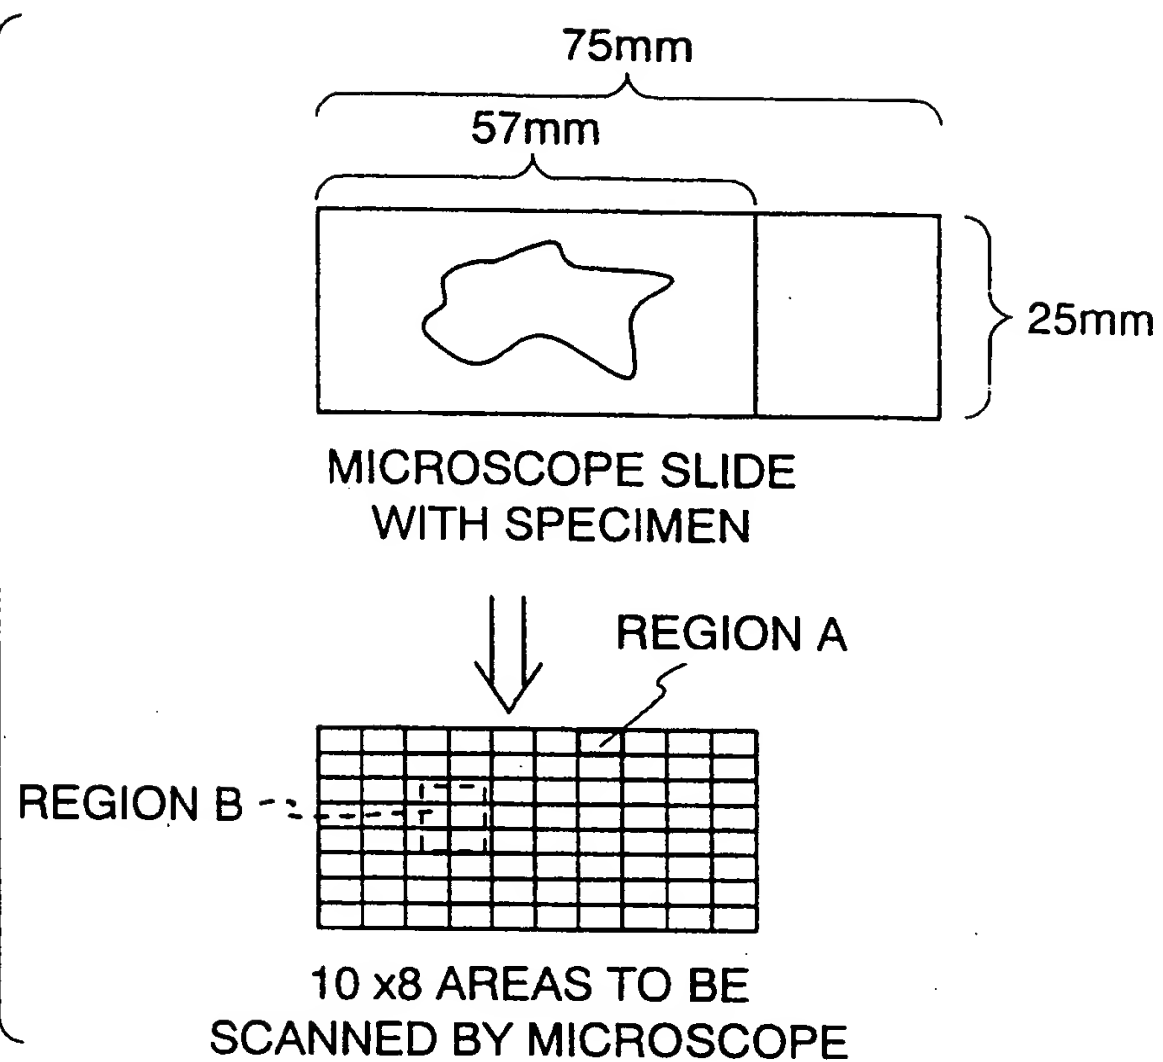 75mm
57mm
25mm
MICROSCOPE SLIDE
WITH SPECIMEN
REGION A
REGION B
10 x8 AREAS TO BE
SCANNED BY MICROSCOPE